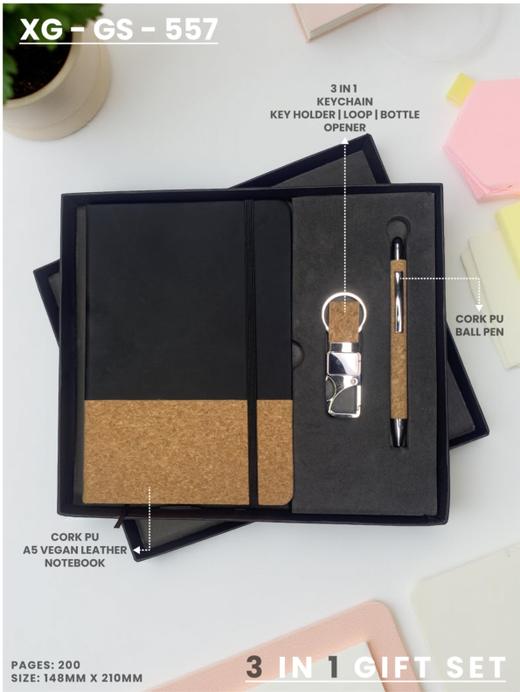 XG - GS - 557
3 IN 1
KEYCHAIN
KEY HOLDER | LOOP | BOTTLE
OPENER
CORK PU
BALL PEN
CORK PU
A5 VEGAN LEATHER
NOTEBOOK
PAGES: 200
SIZE: 148MM X 210MM
3 IN 1 GIFT SET